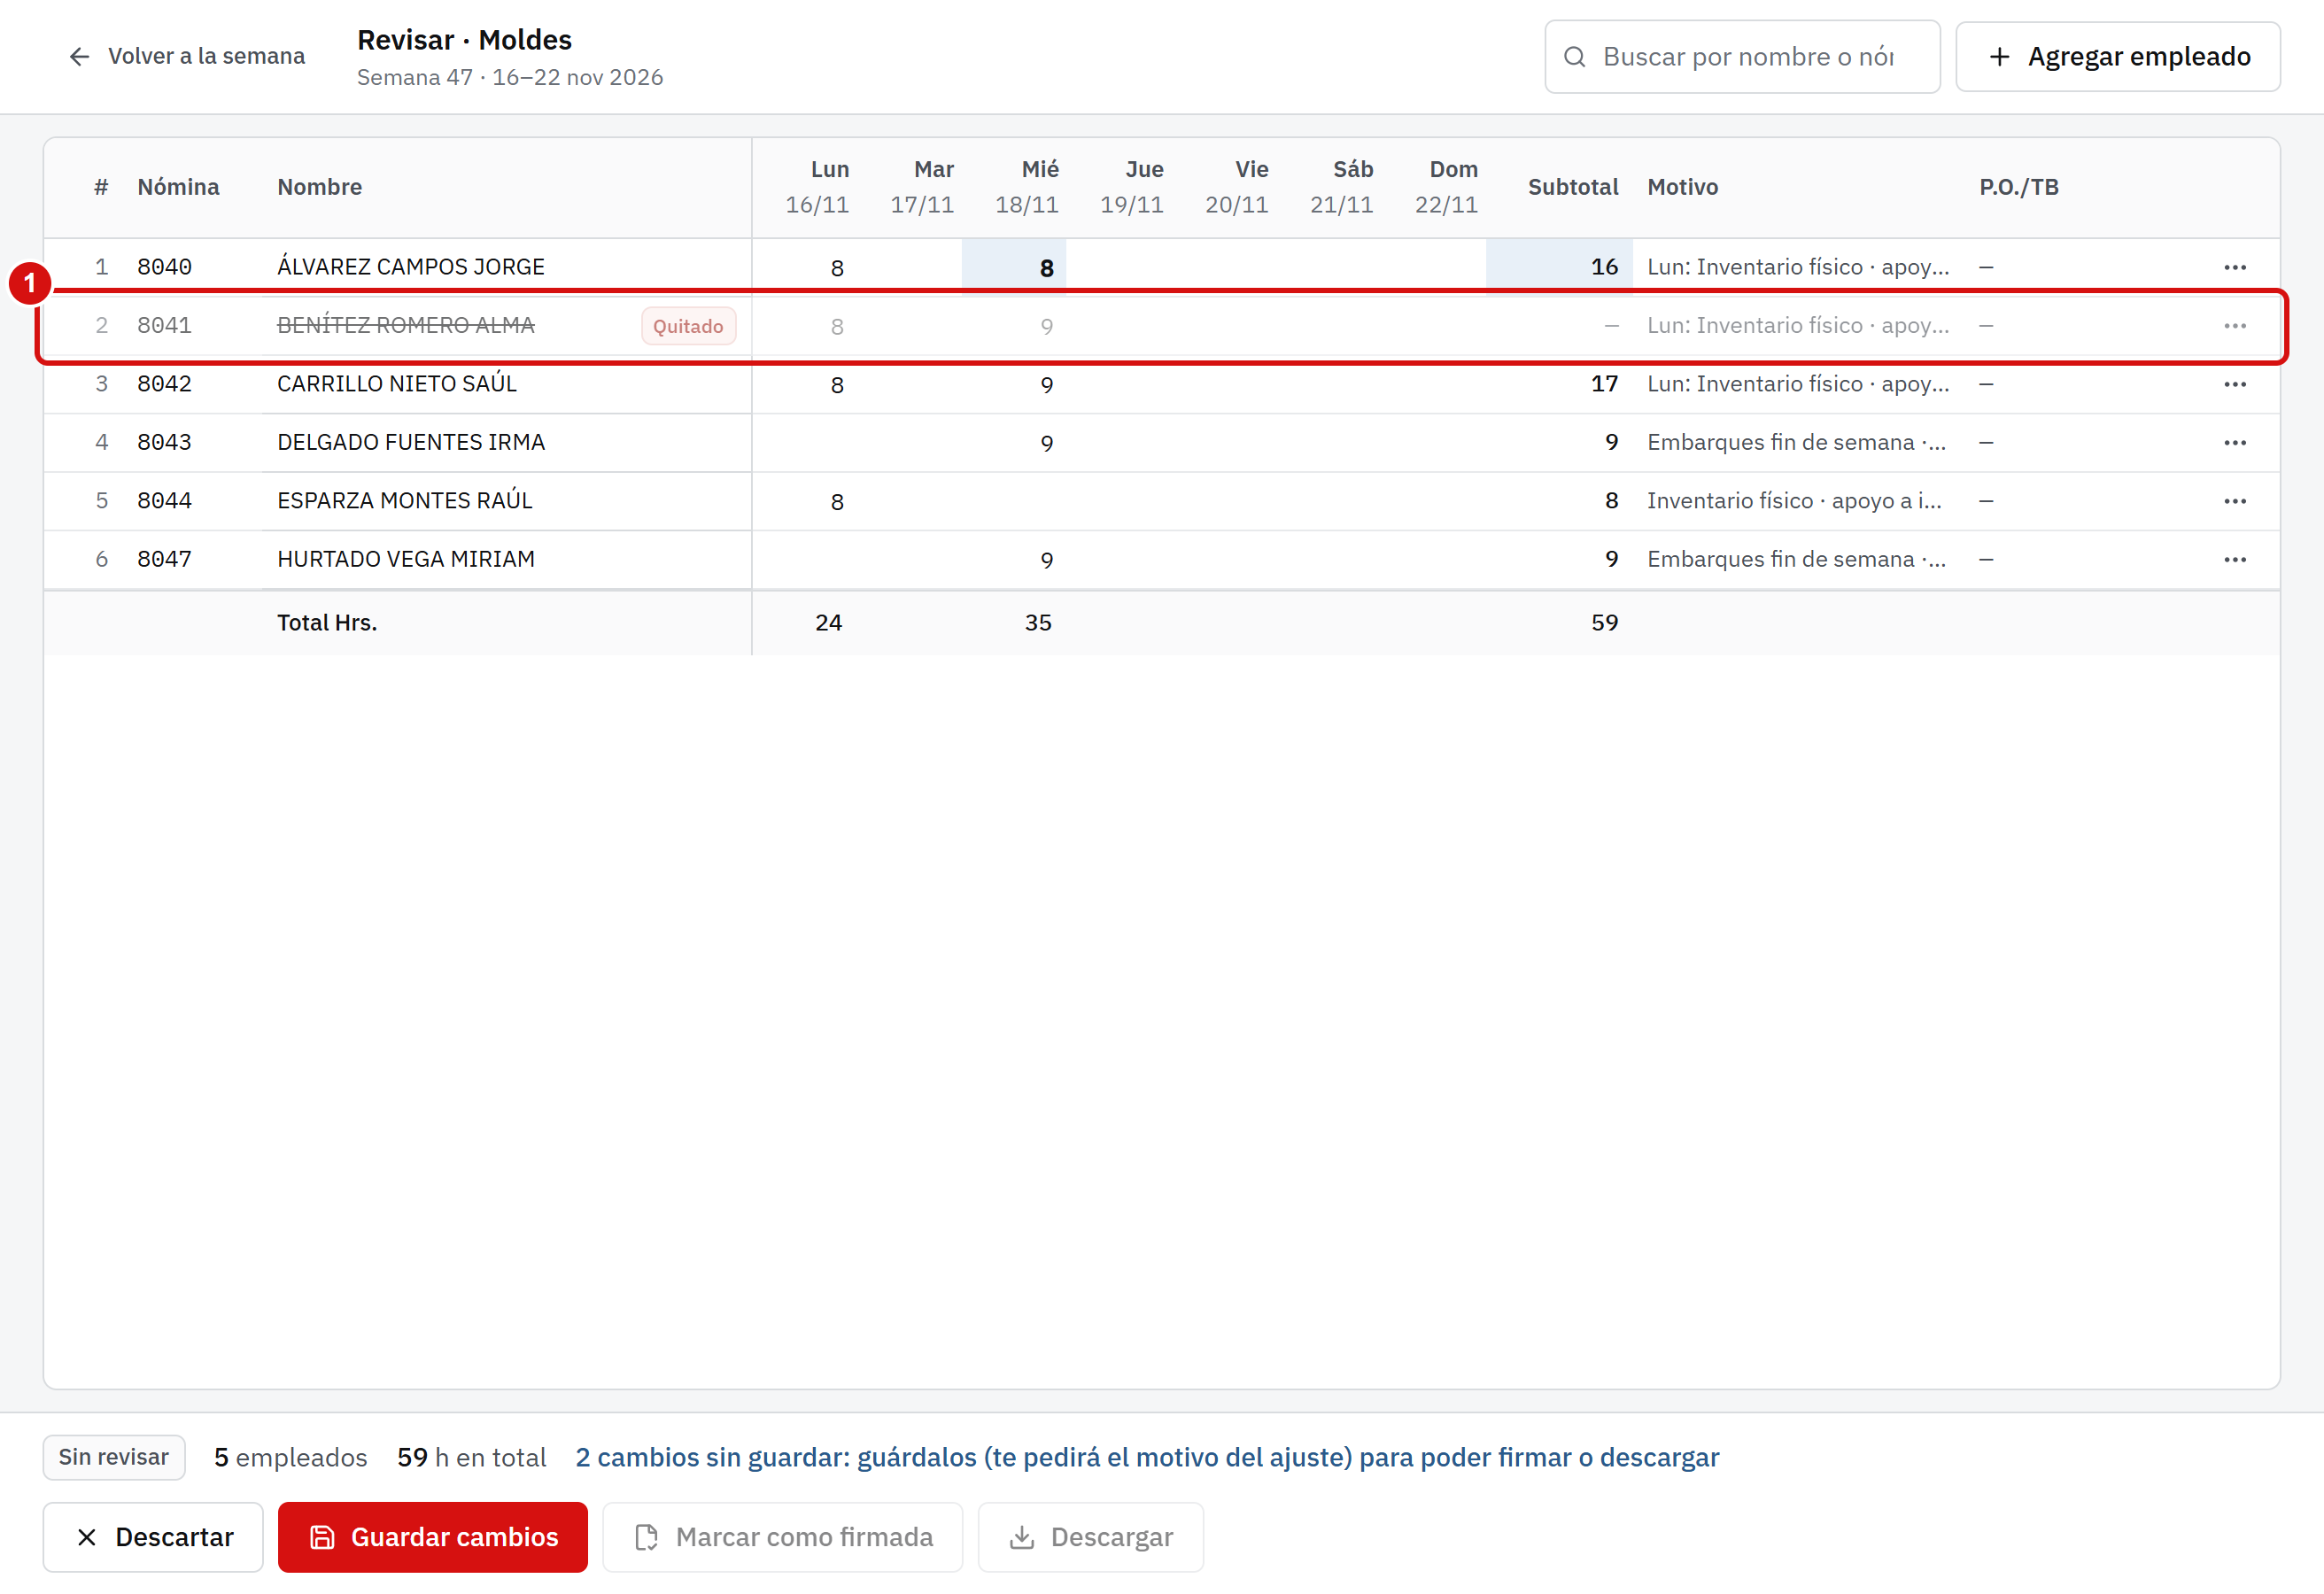 Volver a la semana
Revisar · Moldes
Semana 47 · 16–22 nov 2026
Buscar por nombre o nó
Agregar empleado
# Nómina Nombre Lun 16/11 Mar 17/11 Mié 18/11 Jue 19/11 Vie 20/11 Sáb 21/11 Dom 22/11 Subtotal Motivo P.O./TB
1
1 8040 ÁLVAREZ CAMPOS JORGE 8 8 16 Lun: Inventario físico · apoy... —
2 8041 BENÍTEZ ROMERO ALMA Quitado 8 9 — Lun: Inventario físico · apoy... —
3 8042 CARRILLO NIETO SAÚL 8 9 17 Lun: Inventario físico · apoy... —
4 8043 DELGADO FUENTES IRMA 9 9 Embarques fin de semana ·... —
5 8044 ESPARZA MONTES RAÚL 8 8 Inventario físico · apoyo a i... —
6 8047 HURTADO VEGA MIRIAM 9 9 Embarques fin de semana ·... —
Total Hrs. 24 35 59
Sin revisar 5 empleados 59 h en total 2 cambios sin guardar: guárdalos (te pedirá el motivo del ajuste) para poder firmar o descargar
Descartar Guardar cambios Marcar como firmada Descargar